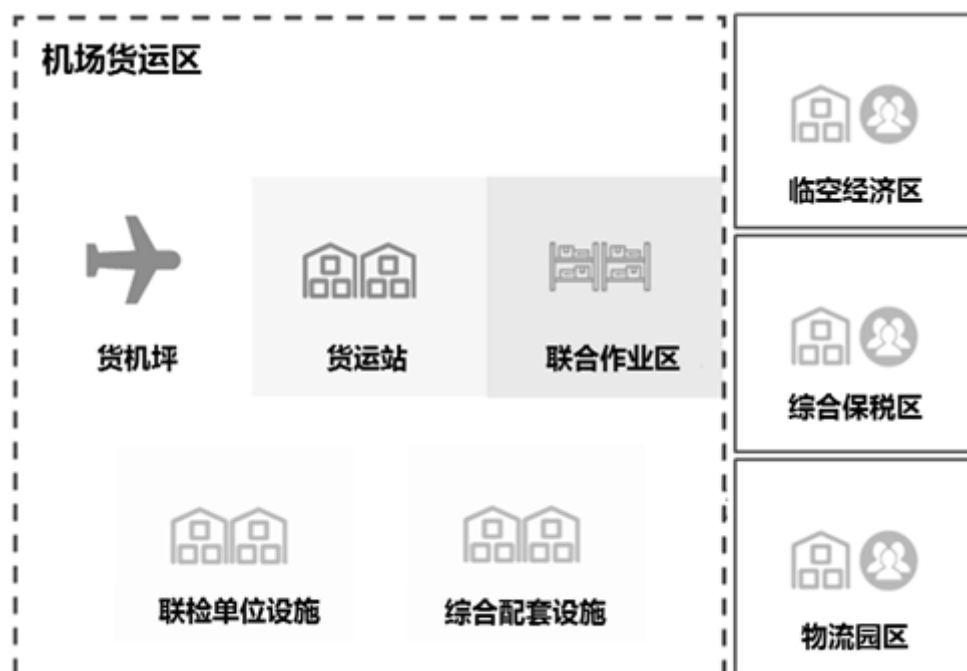 机场货运区
临空经济区
货机坪
货运站
联合作业区
综合保税区
联检单位设施
综合配套设施
物流园区